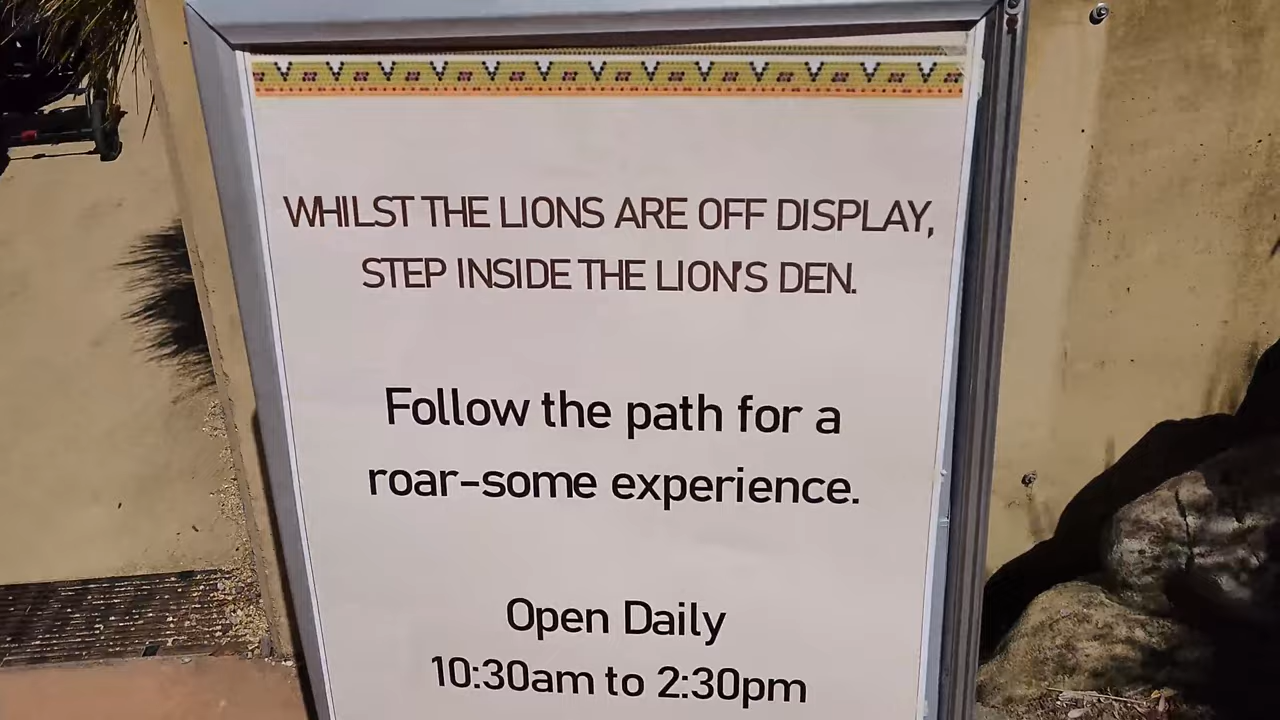 WHILST THE LIONS ARE OFF DISPLAY,
STEP INSIDE THE LION'S DEN.
Follow the path for a
roar-some experience.
Open Daily
10:30am to 2:30pm